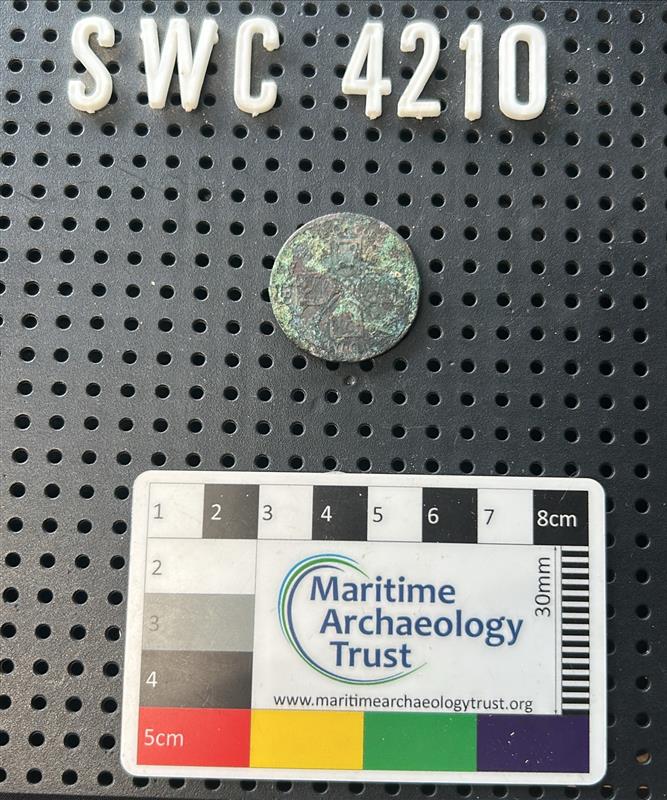 SWC 4210
1 2 3 4 5 6 7 8cm
2
3
4
5cm
30mm
Maritime
Archaeology
Trust
www.maritimearchaeologytrust.org